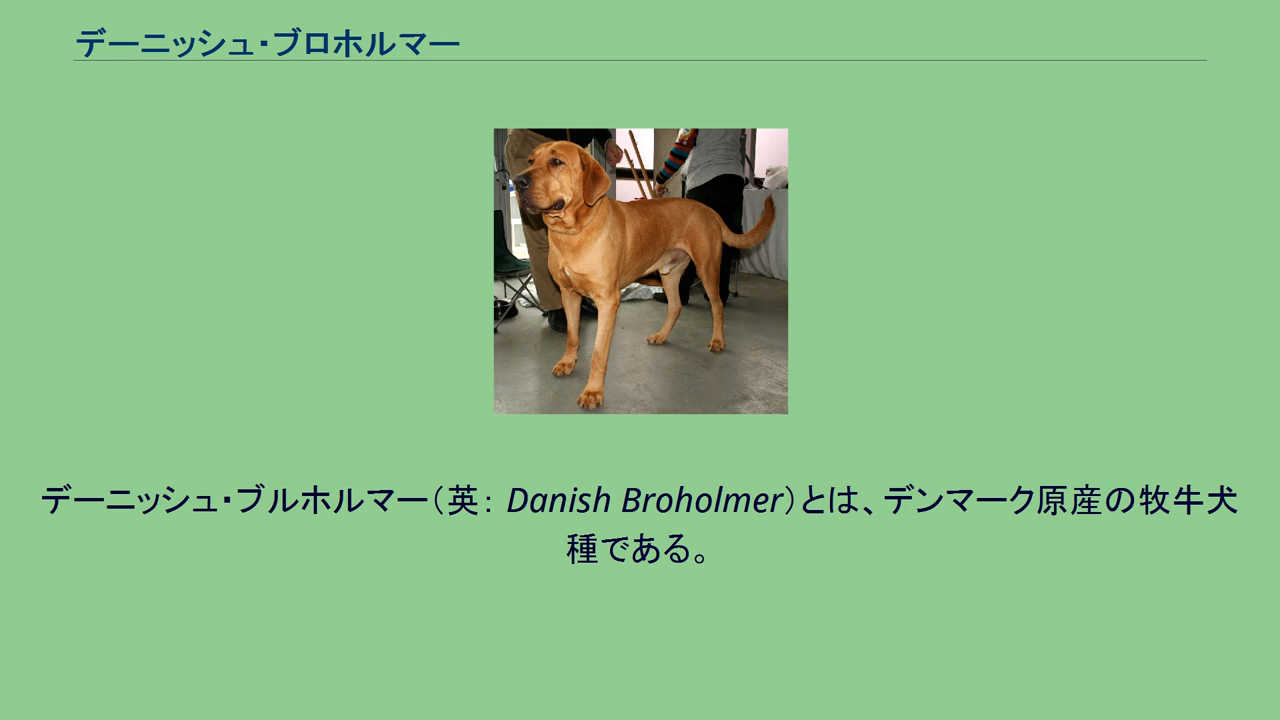 デーニッシュ・ブロホルマー
デーニッシュ・ブルホルマー（英： Danish Broholmer）とは、デンマーク原産の牧牛犬
種である。